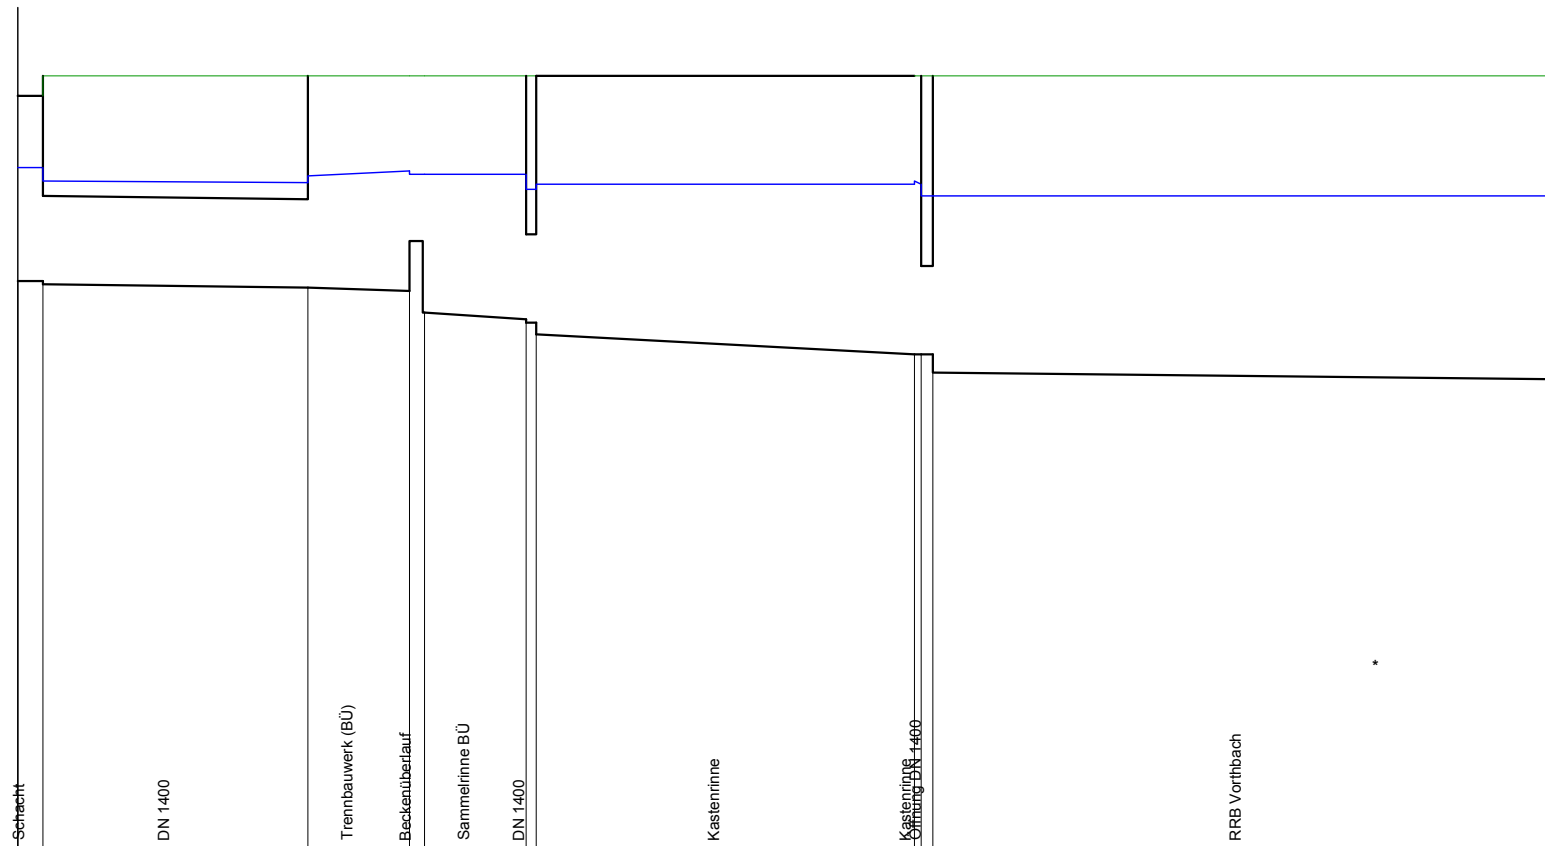 Schacht
DN 1400
Trennbauwerk (BÜ)
Beckenüberlauf
Sammelrinne BÜ
DN 1400
Kastenrinne
Kastenrinne
Öffnung DN 1400
RRB Vorthbach
*